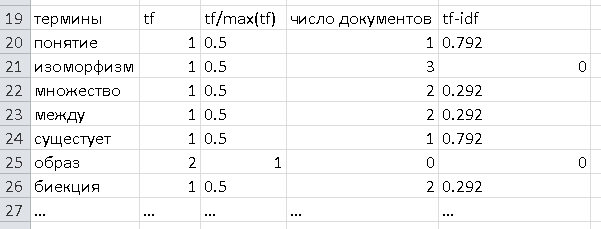 19 термины tf tf/max(tf) число документов tf-idf
20 понятие 1 0.5 1 0.792
21 изоморфизм 1 0.5 3 0
22 множество 1 0.5 2 0.292
23 между 1 0.5 2 0.292
24 сущестует 1 0.5 1 0.792
25 образ 2 1 0 0
26 биекция 1 0.5 2 0.292
27 ... ... ... ... ...